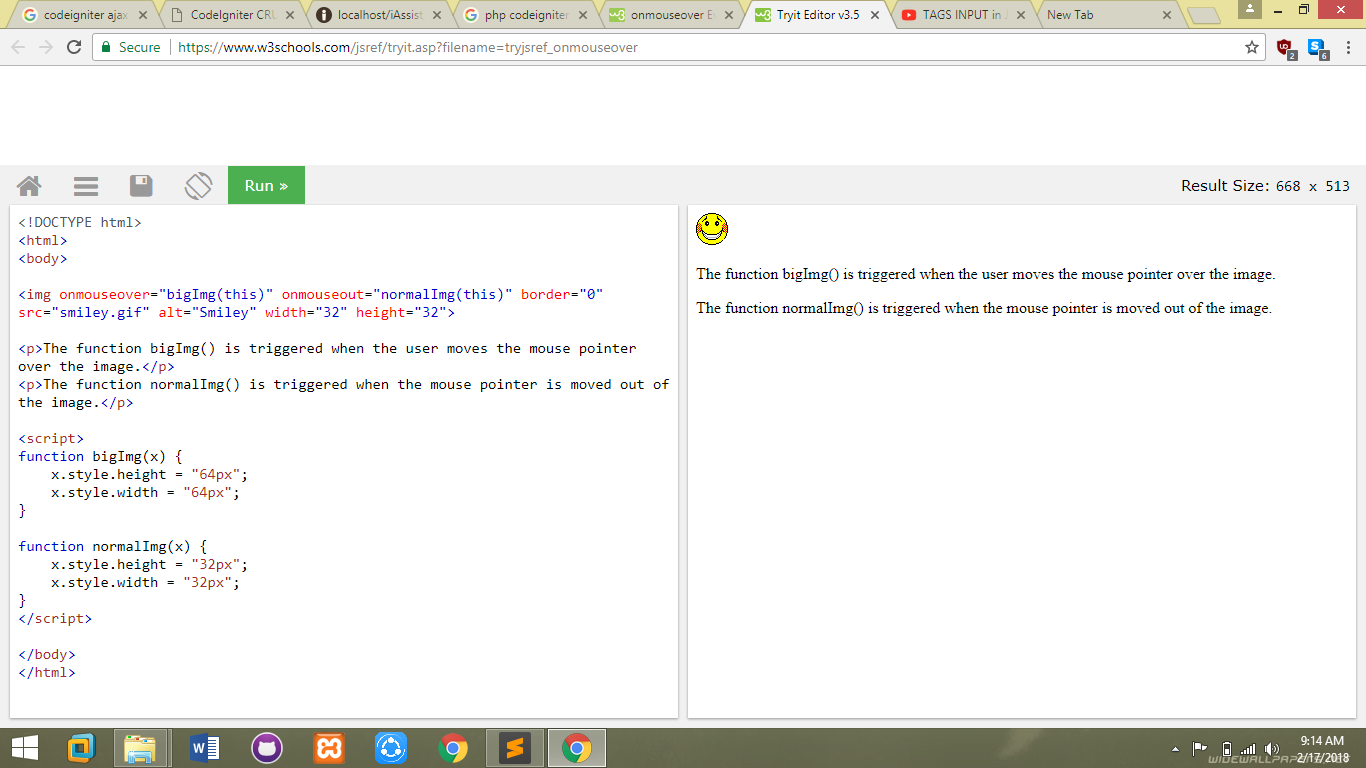 codeigniter ajax
CodeIgniter CRU
localhost/iAssist
php codeigniter
onmouseover E
Tryit Editor v3.5
TAGS INPUT in
New Tab
Secure https://www.w3schools.com/jsref/tryit.asp?filename=tryjsref_onmouseover
2
6
Run »
Result Size: 668 x 513
<!DOCTYPE html>
<html>
<body>
<img onmouseover="bigImg(this)" onmouseout="normalImg(this)" border="0"
src="smiley.gif" alt="Smiley" width="32" height="32">
<p>The function bigImg() is triggered when the user moves the mouse pointer
over the image.</p>
<p>The function normalImg() is triggered when the mouse pointer is moved out of
the image.</p>
<script>
function bigImg(x) {
    x.style.height = "64px";
    x.style.width = "64px";
}
function normalImg(x) {
    x.style.height = "32px";
    x.style.width = "32px";
}
</script>
</body>
</html>
The function bigImg() is triggered when the user moves the mouse pointer over the image.
The function normalImg() is triggered when the mouse pointer is moved out of the image.
9:14 AM
2/17/2018